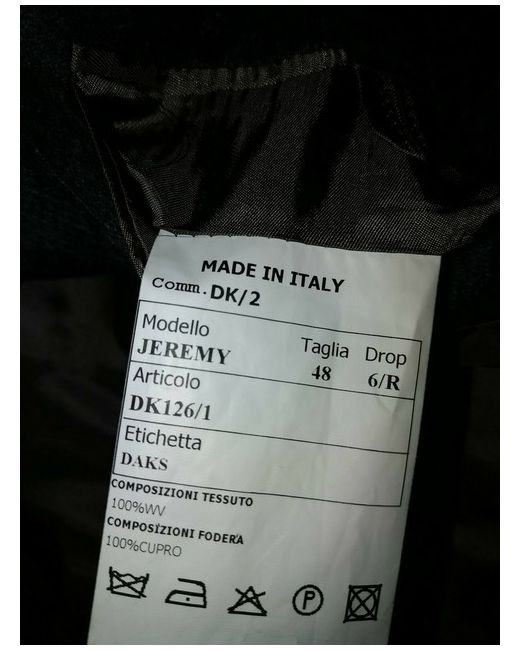 MADE IN ITALY
Comm. DK/2
Modello Taglia Drop
JEREMY 48 6/R
Articolo
DK126/1
Etichetta
DAKS
COMPOSIZIONI TESSUTO
100%WV
COMPOSIZIONI FODERA
100%CUPRO
P